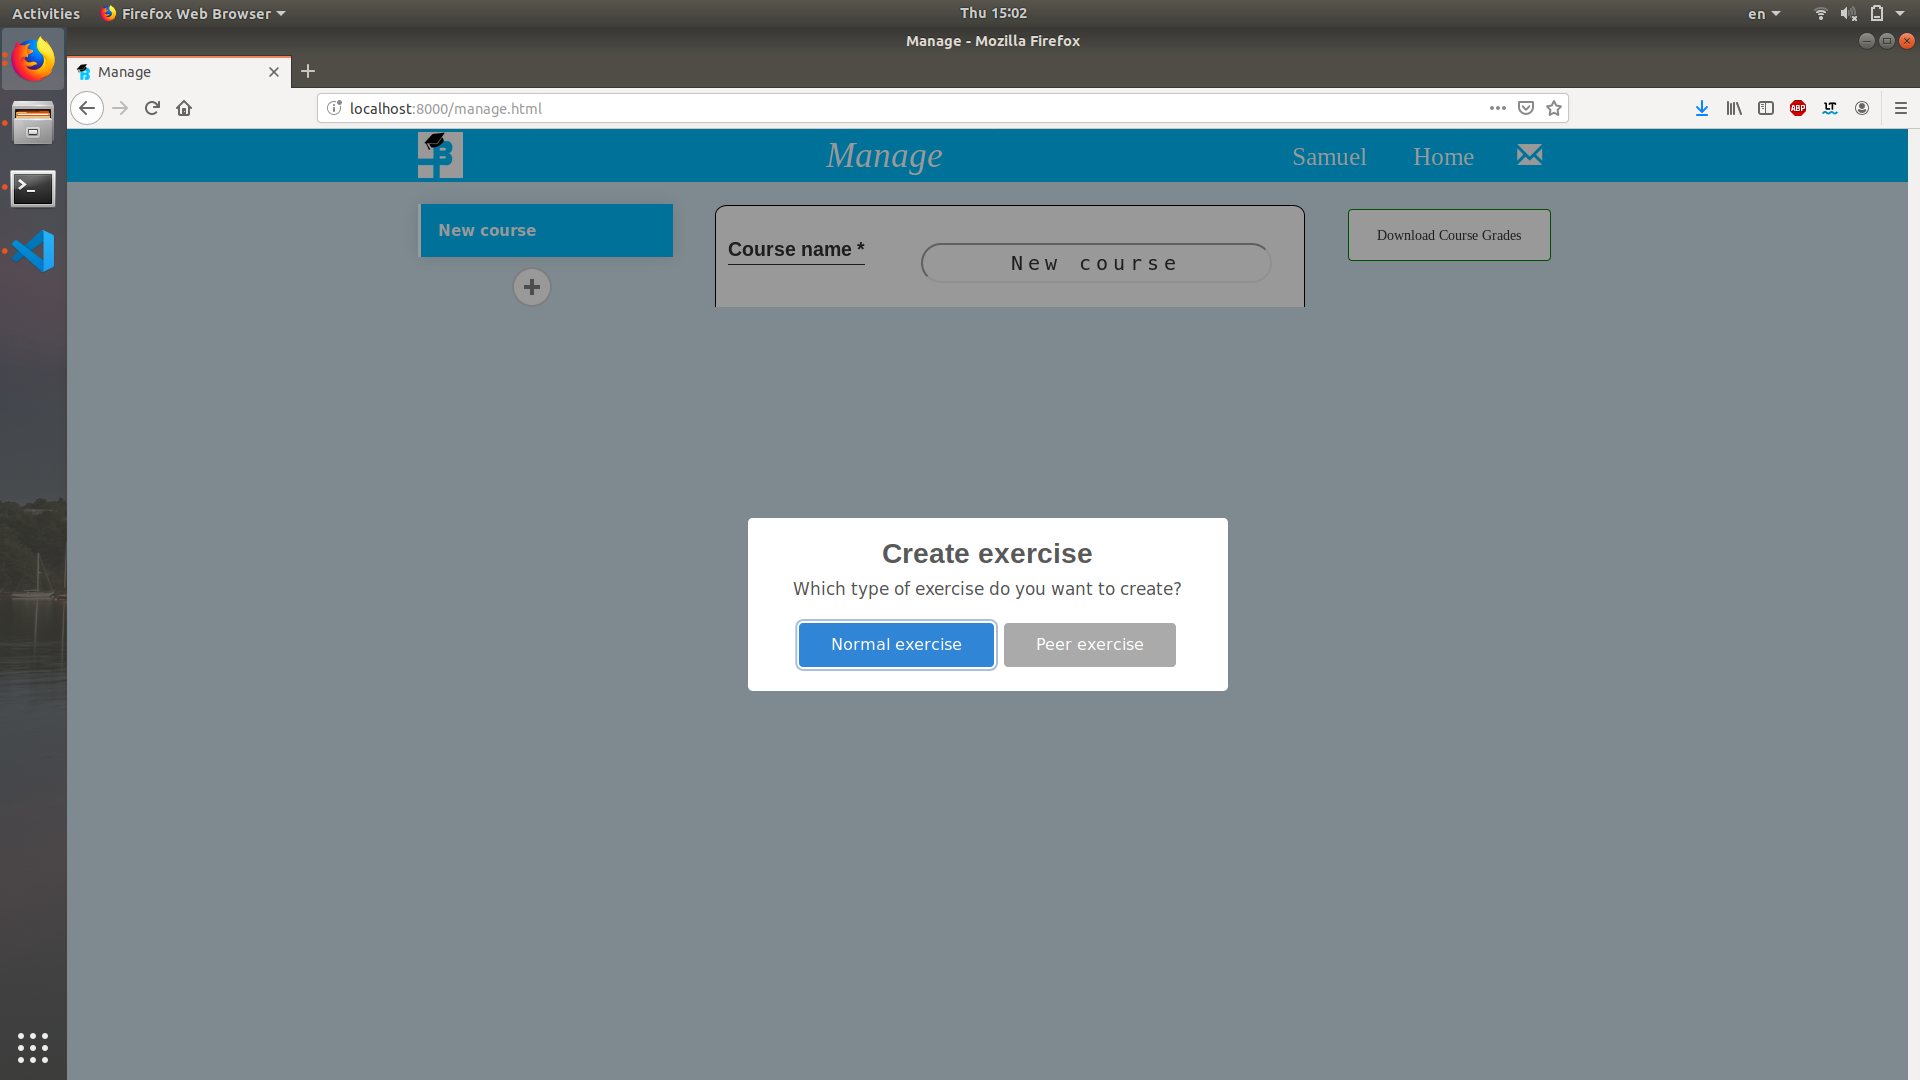 Activities
Firefox Web Browser
Thu 15:02
en
Manage - Mozilla Firefox
Manage
localhost:8000/manage.html
ABP
LT
B
Manage
Samuel
Home
New course
Course name *
New course
Download Course Grades
Create exercise
Which type of exercise do you want to create?
Normal exercise
Peer exercise